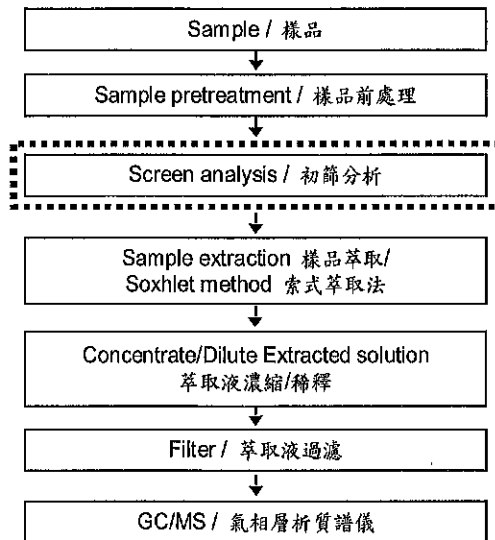 Sample / 樣品
Sample pretreatment / 樣品前處理
Screen analysis / 初篩分析
Sample extraction 樣品萃取/
Soxhlet method 索式萃取法
Concentrate/Dilute Extracted solution
萃取液濃縮/稀釋
Filter / 萃取液過濾
GC/MS / 氣相層析質譜儀